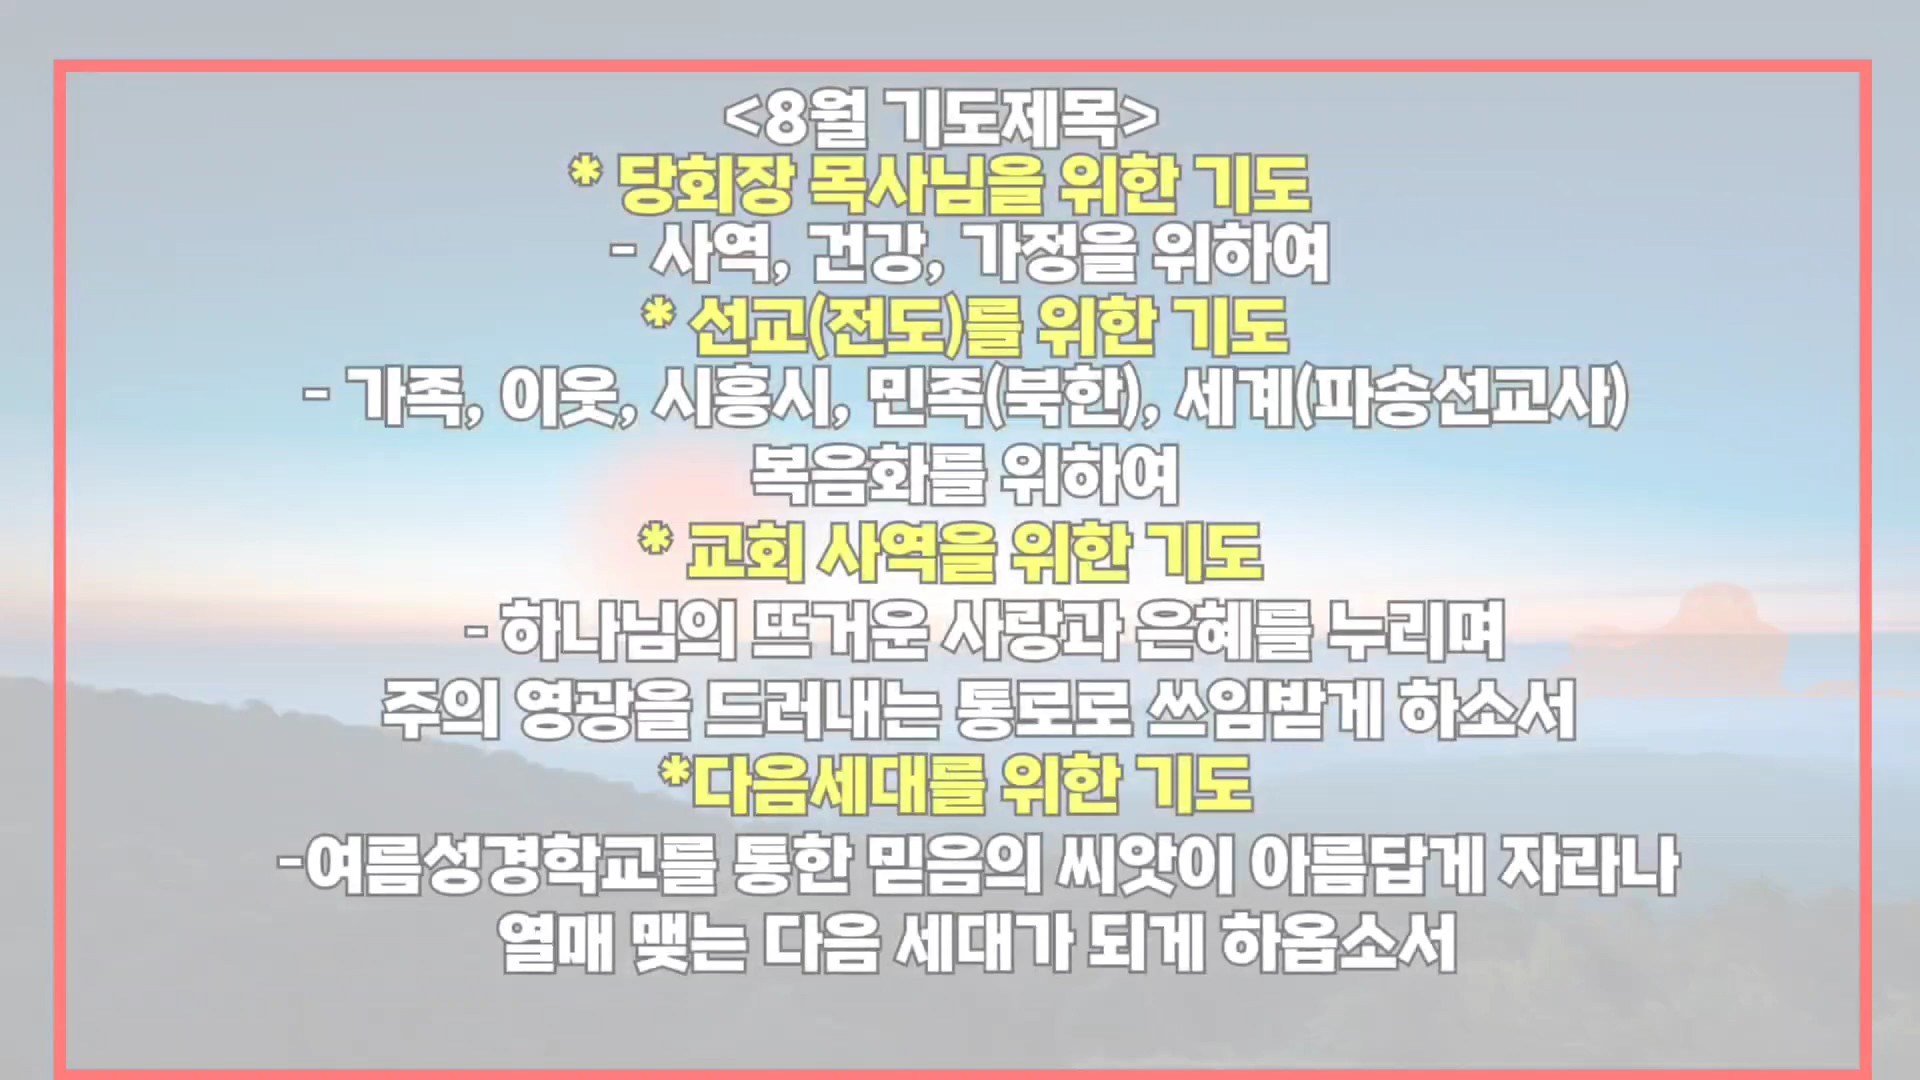 <8월 기도제목>
* 당회장 목사님을 위한 기도
- 사역, 건강, 가정을 위하여
* 선교(전도)를 위한 기도
- 가족, 이웃, 시흥시, 민족(북한), 세계(파송선교사)
복음화를 위하여
* 교회 사역을 위한 기도
- 하나님의 뜨거운 사랑과 은혜를 누리며
주의 영광을 드러내는 통로로 쓰임받게 하소서
*다음세대를 위한 기도
-여름성경학교를 통한 믿음의 씨앗이 아름답게 자라나
열매 맺는 다음 세대가 되게 하옵소서